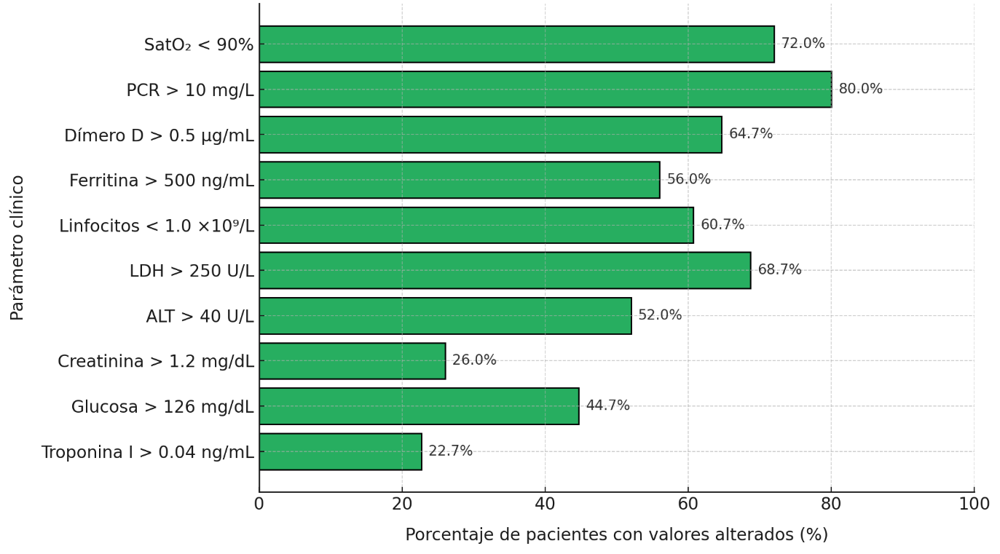 Parámetro clínico
SatO₂ < 90% 72.0%
PCR > 10 mg/L 80.0%
Dímero D > 0.5 µg/mL 64.7%
Ferritina > 500 ng/mL 56.0%
Linfocitos < 1.0 ×10⁹/L 60.7%
LDH > 250 U/L 68.7%
ALT > 40 U/L 52.0%
Creatinina > 1.2 mg/dL 26.0%
Glucosa > 126 mg/dL 44.7%
Troponina I > 0.04 ng/mL 22.7%
0 20 40 60 80 100
Porcentaje de pacientes con valores alterados (%)